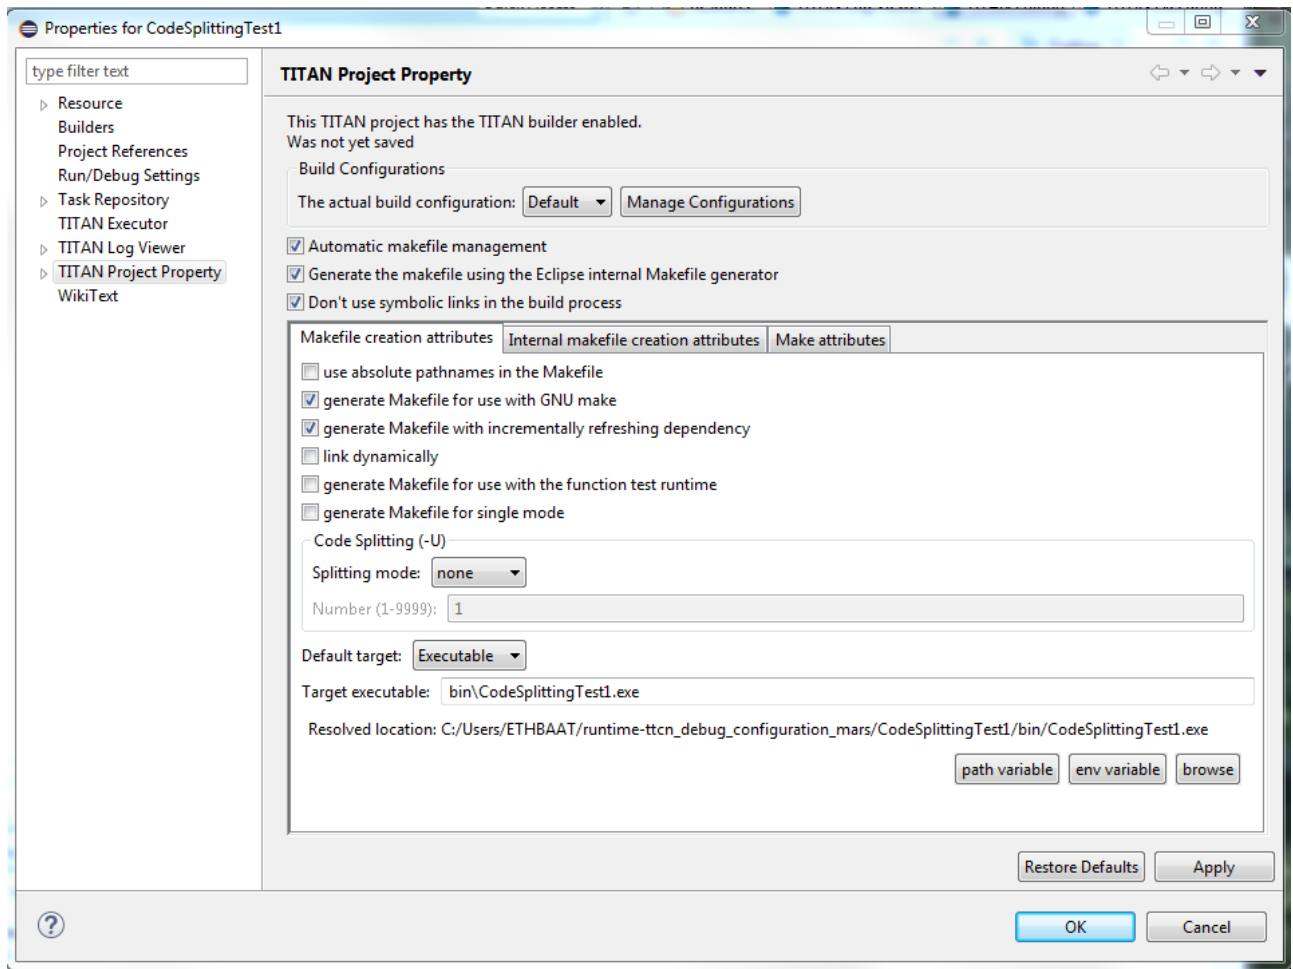 Properties for CodeSplittingTest1
type filter text
Resource
Builders
Project References
Run/Debug Settings
Task Repository
TITAN Executor
TITAN Log Viewer
TITAN Project Property
WikiText
TITAN Project Property
This TITAN project has the TITAN builder enabled.
Was not yet saved
Build Configurations
The actual build configuration: Default Manage Configurations
Automatic makefile management
Generate the makefile using the Eclipse internal Makefile generator
Don't use symbolic links in the build process
Makefile creation attributes Internal makefile creation attributes Make attributes
use absolute pathnames in the Makefile
generate Makefile for use with GNU make
generate Makefile with incrementally refreshing dependency
link dynamically
generate Makefile for use with the function test runtime
generate Makefile for single mode
Code Splitting (-U)
Splitting mode: none
Number (1-9999): 1
Default target: Executable
Target executable: bin\CodeSplittingTest1.exe
Resolved location: C:/Users/ETHBAAT/runtime-ttcn_debug_configuration_mars/CodeSplittingTest1/bin/CodeSplittingTest1.exe
path variable env variable browse
Restore Defaults Apply
OK Cancel